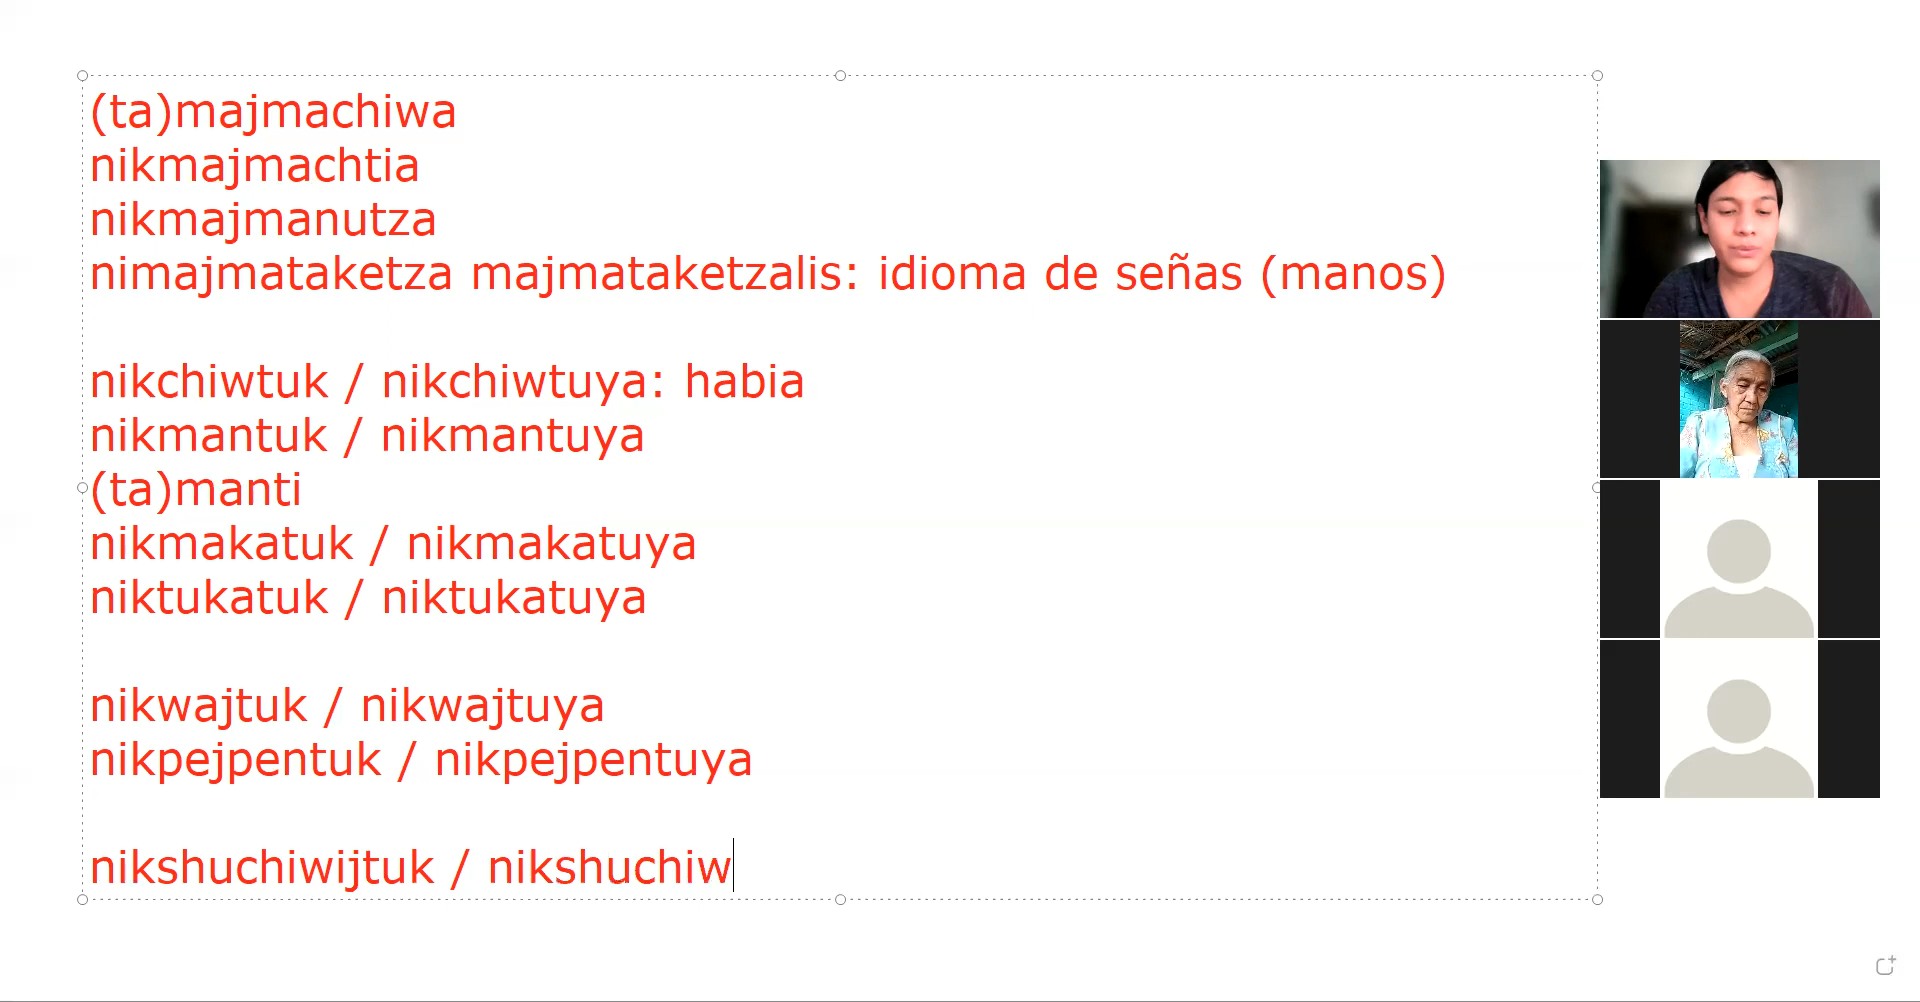 (ta)majmachiwa
nikmajmachtia
nikmajmanutza
nimajmataketza majmataketzalis: idioma de señas (manos)
nikchiwtuk / nikchiwtuya: habia
nikmantuk / nikmantuya
(ta)manti
nikmakatuk / nikmakatuya
niktukatuk / niktukatuya
nikwajtuk / nikwajtuya
nikpejpentuk / nikpejpentuya
nikshuchiwijtuk / nikshuchiw